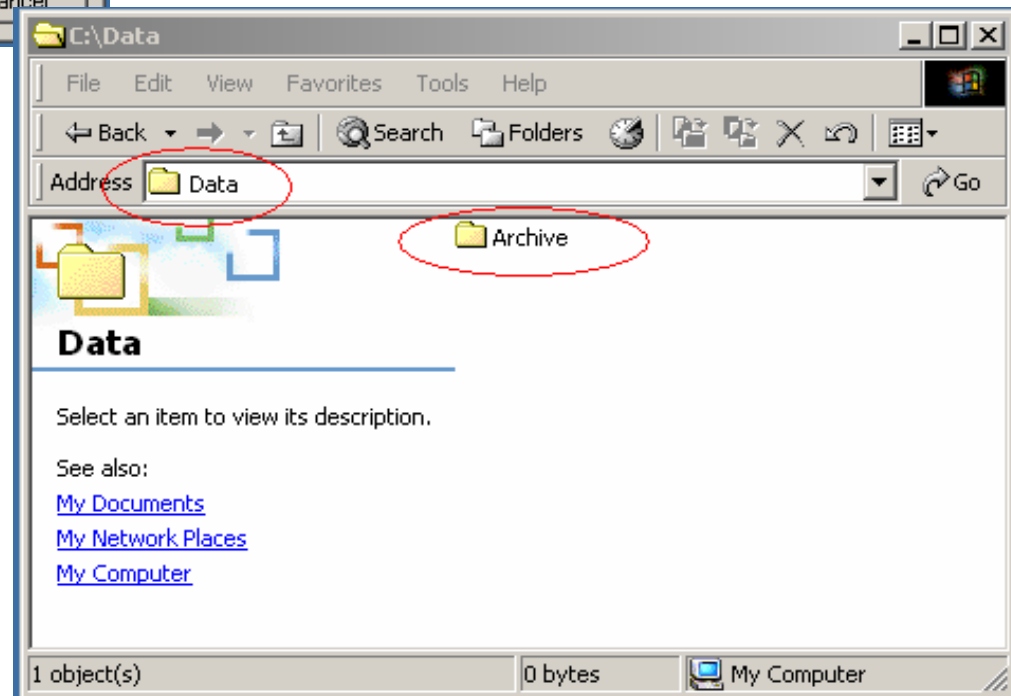 C:\Data
File Edit View Favorites Tools Help
Back Search Folders
Address Data Go
Archive
Data
Select an item to view its description.
See also:
My Documents
My Network Places
My Computer
1 object(s) 0 bytes My Computer